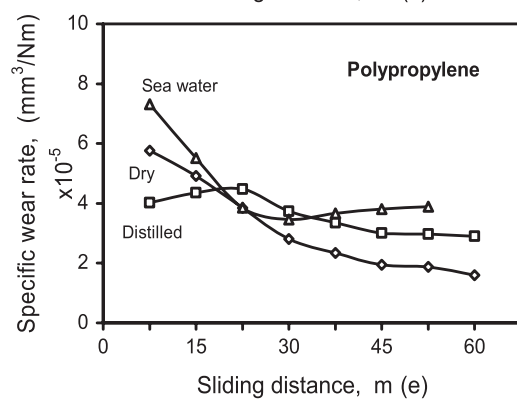 10
8
6
4
2
0
0
15
30
45
60
Specific wear rate, (mm³/Nm)
x10⁻⁵
Polypropylene
Sea water
Dry
Distilled
Sliding distance, m (e)